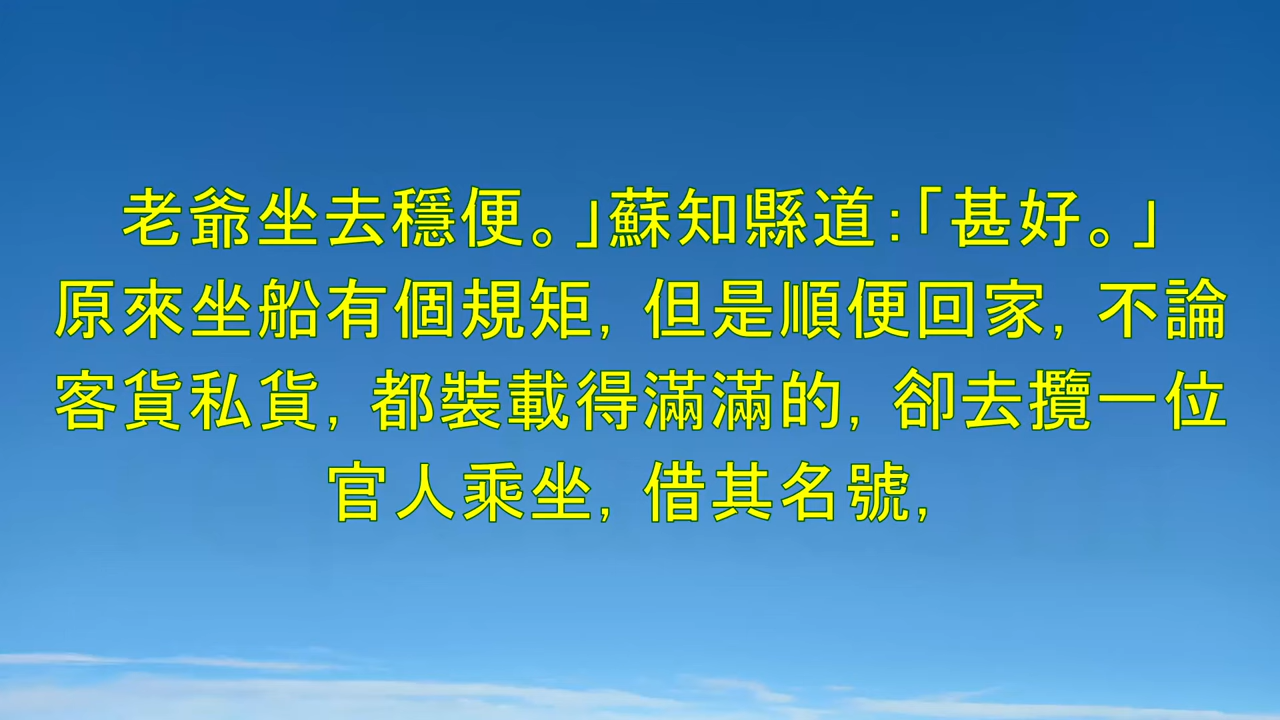 老爺坐去穩便。」蘇知縣道:「甚好。」
原來坐船有個規矩,但是順便回家,不論
客貨私貨,都裝載得滿滿的,卻去攬一位
官人乘坐,借其名號,